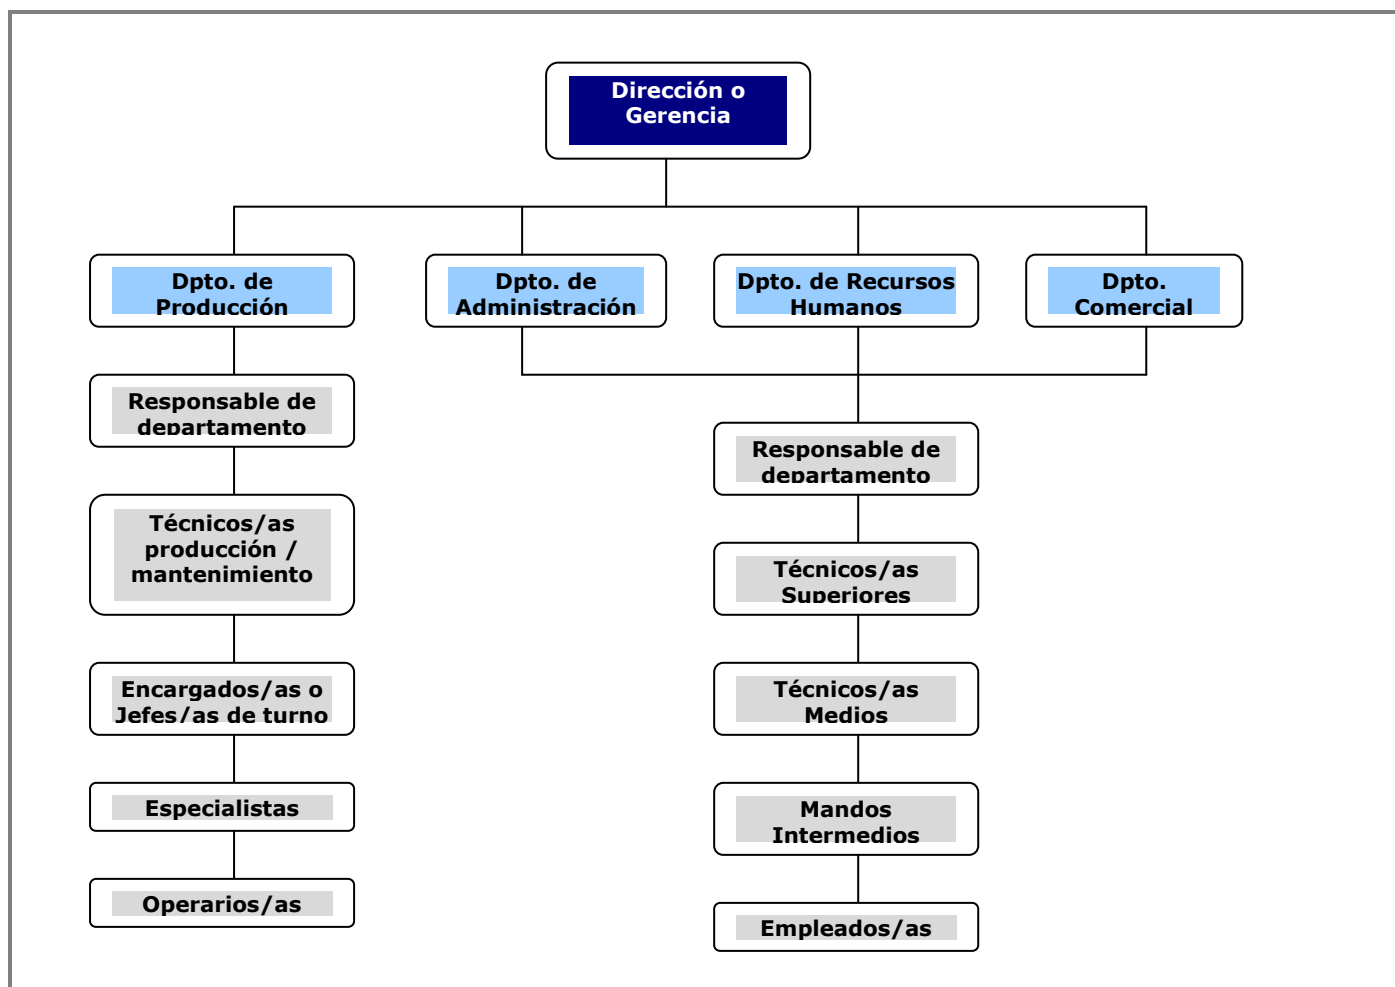 Dirección o
Gerencia
Dpto. de
Producción
Dpto. de
Administración
Dpto. de Recursos
Humanos
Dpto.
Comercial
Responsable de
departamento
Técnicos/as
producción /
mantenimiento
Encargados/as o
Jefes/as de turno
Especialistas
Operarios/as
Responsable de
departamento
Técnicos/as
Superiores
Técnicos/as
Medios
Mandos
Intermedios
Empleados/as